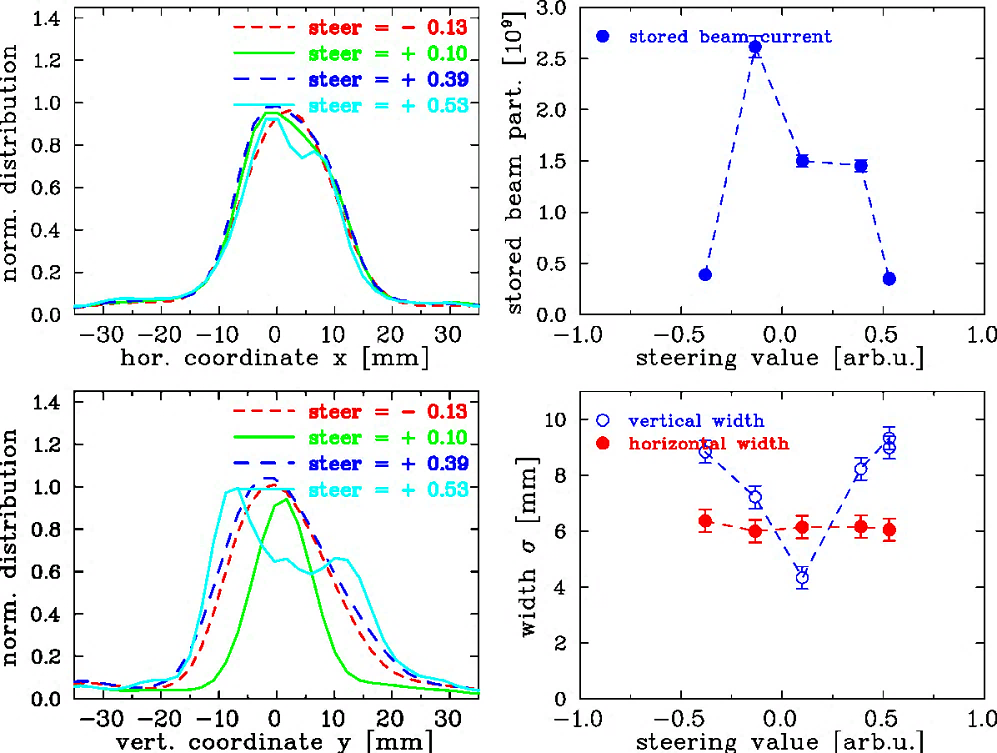 1.4
1.2
1.0
0.8
0.6
0.4
0.2
0.0
norm. distribution
steer = − 0.13
steer = + 0.10
steer = + 0.39
steer = + 0.53
−30 −20 −10 0 10 20 30
hor. coordinate x [mm]
3.0
2.5
2.0
1.5
1.0
0.5
0.0
stored beam part. [10⁹]
stored beam current
−1.0 −0.5 0.0 0.5 1.0
steering value [arb.u.]
1.4
1.2
1.0
0.8
0.6
0.4
0.2
0.0
norm. distribution
steer = − 0.13
steer = + 0.10
steer = + 0.39
steer = + 0.53
−30 −20 −10 0 10 20 30
vert. coordinate y [mm]
10
8
6
4
2
0
width σ [mm]
vertical width
horizontal width
−1.0 −0.5 0.0 0.5 1.0
steering value [arb.u.]